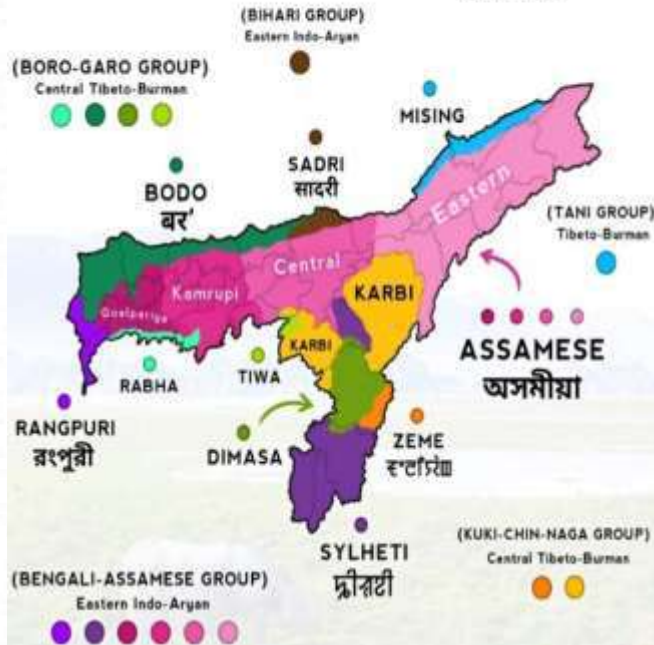 (BIHARI GROUP)
Eastern Indo-Aryan
(BORO-GARO GROUP)
Central Tibeto-Burman
MISING
SADRI
सादरी
BODO
बर'
Eastern
(TANI GROUP)
Tibeto-Burman
Central
Kamrupi
Goalpariya
KARBI
KARBI
ASSAMESE
অসমীয়া
RABHA
TIWA
RANGPURI
রংপুরী
DIMASA
ZEME
SYLHETI
(KUKI-CHIN-NAGA GROUP)
Central Tibeto-Burman
(BENGALI-ASSAMESE GROUP)
Eastern Indo-Aryan